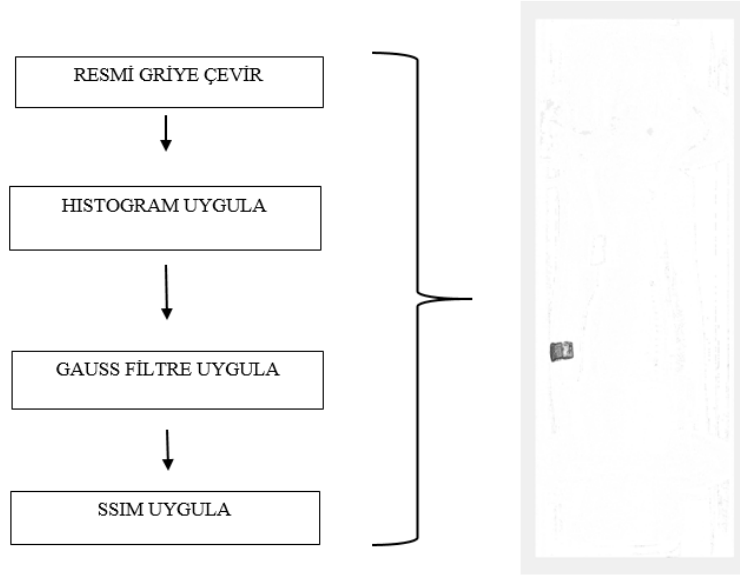 RESMİ GRİYE ÇEVİR
HISTOGRAM UYGULA
GAUSS FİLTRE UYGULA
SSIM UYGULA